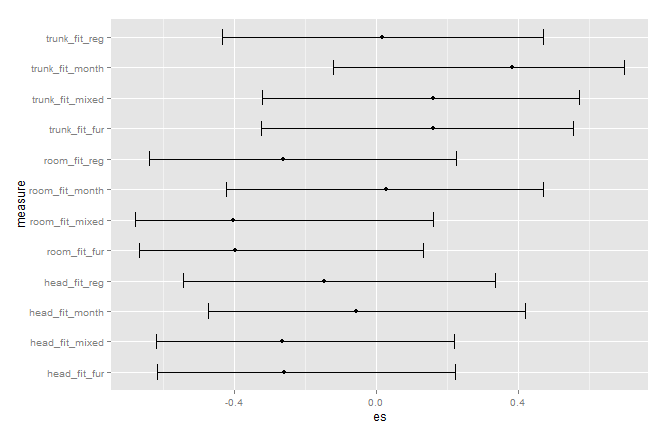 trunk_fit_reg
trunk_fit_month
trunk_fit_mixed
trunk_fit_fur
room_fit_reg
room_fit_month
room_fit_mixed
room_fit_fur
head_fit_reg
head_fit_month
head_fit_mixed
head_fit_fur
measure
-0.4 0.0 0.4
es